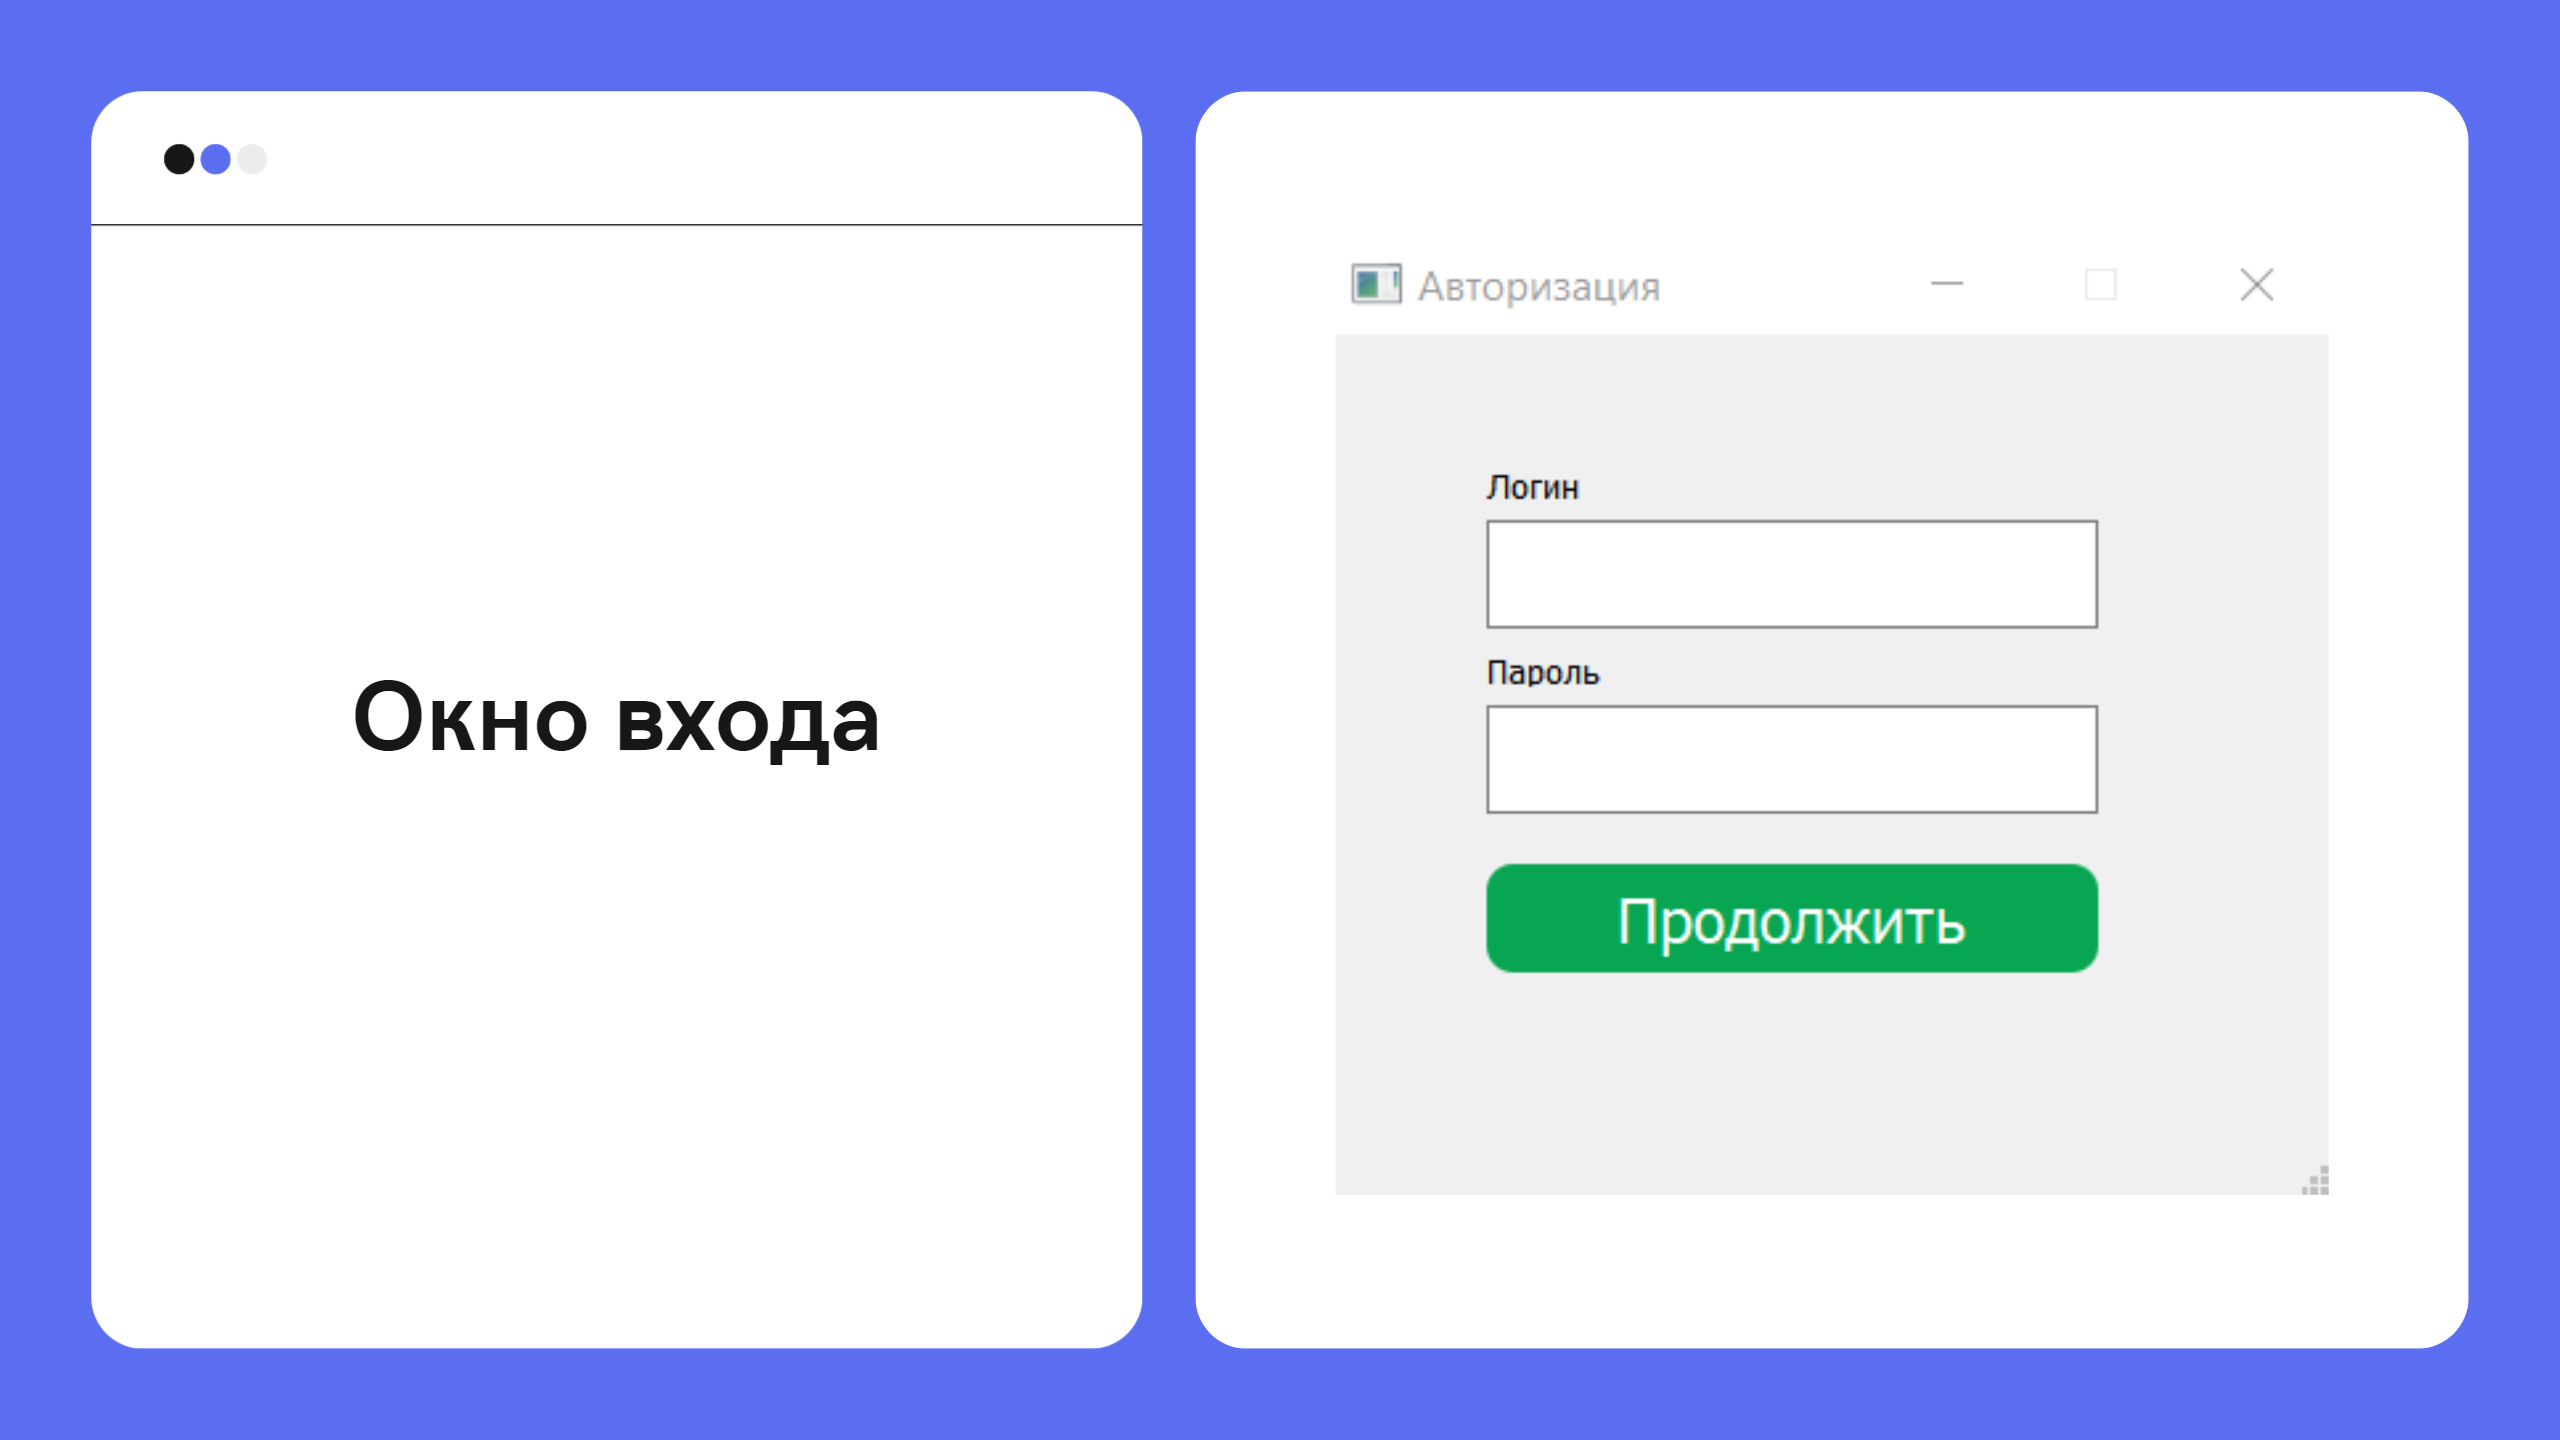 Окно входа
Авторизация
Логин
Пароль
Продолжить